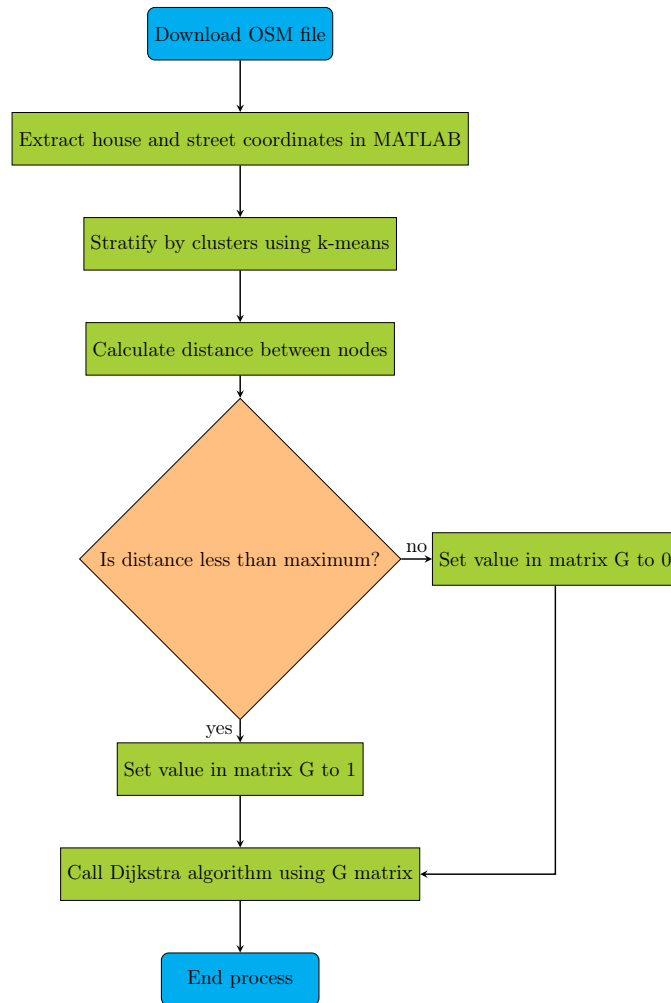 Download OSM file
Extract house and street coordinates in MATLAB
Stratify by clusters using k-means
Calculate distance between nodes
Is distance less than maximum?
no
Set value in matrix G to 0
yes
Set value in matrix G to 1
Call Dijkstra algorithm using G matrix
End process